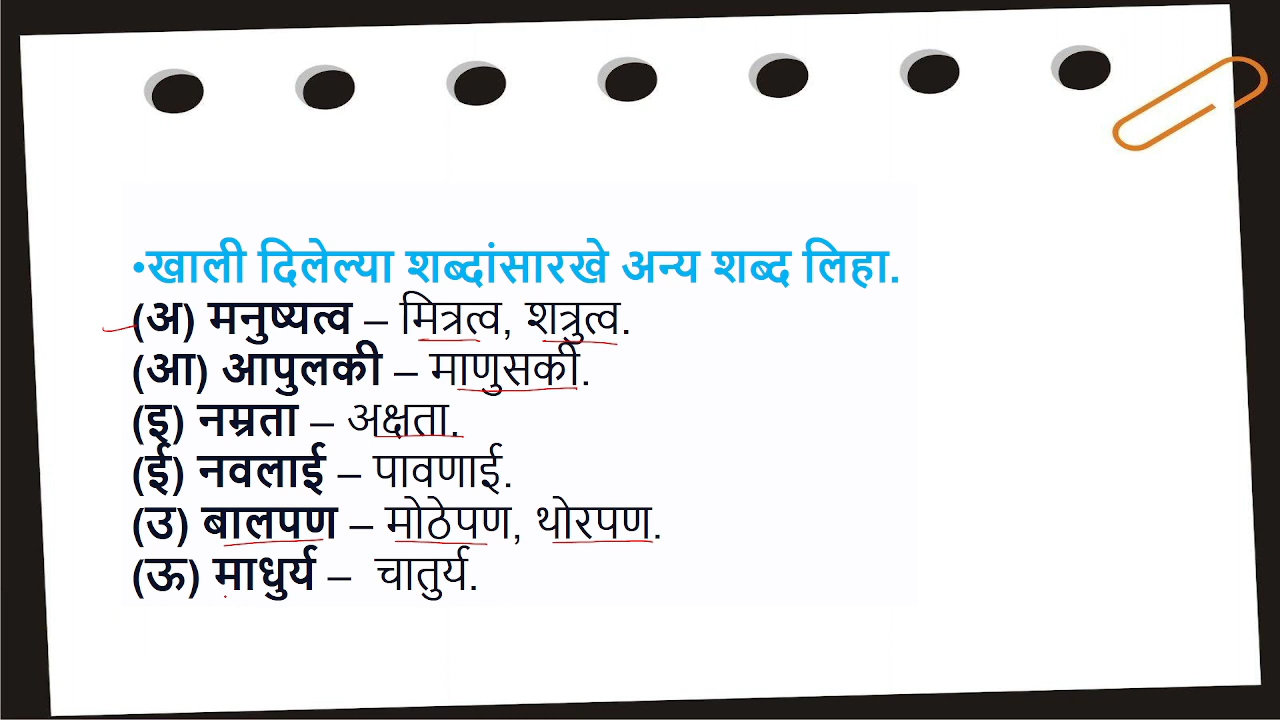 •खाली दिलेल्या शब्दांसारखे अन्य शब्द लिहा.
(अ) मनुष्यत्व – मित्रत्व, शत्रुत्व.
(आ) आपुलकी – माणुसकी.
(इ) नम्रता – अक्षता.
(ई) नवलाई – पावणाई.
(उ) बालपण – मोठेपण, थोरपण.
(ऊ) माधुर्य – चातुर्य.